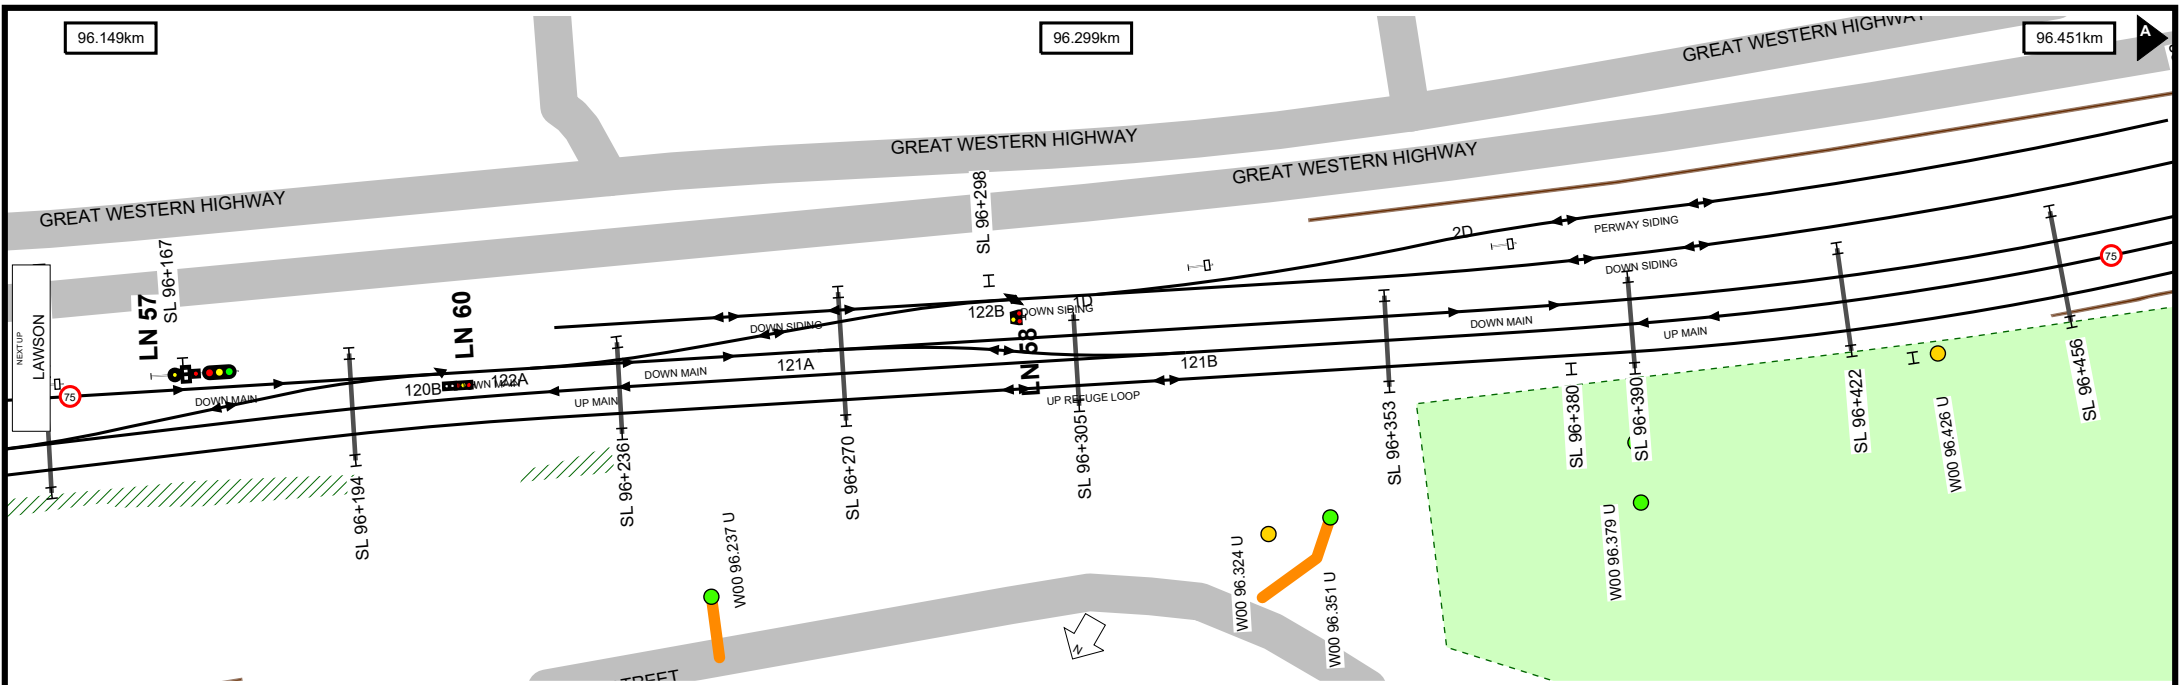 96.149km
96.299km
96.451km
A
GREAT WESTERN HIGHWAY
GREAT WESTERN HIGHWAY
GREAT WESTERN HIGHWAY
GREAT WESTERN HIGHWAY
SL 96+298
SL 96+167
LN 57
LN 60
LN 58
NEXT UP
LAWSON
75
DOWN MAIN
120B
DOWN MAIN
122A
UP MAIN
DOWN MAIN
DOWN SIDING
121A
122B
DOWN SIDING
1D
121B
UP REFUGE LOOP
2D
PERWAY SIDING
DOWN SIDING
DOWN MAIN
UP MAIN
75
SL 96+194
SL 96+236
SL 96+270
SL 96+305
SL 96+353
SL 96+380
SL 96+390
SL 96+422
SL 96+456
W00 96.237 U
W00 96.324 U
W00 96.351 U
W00 96.379 U
W00 96.426 U
N
TREET